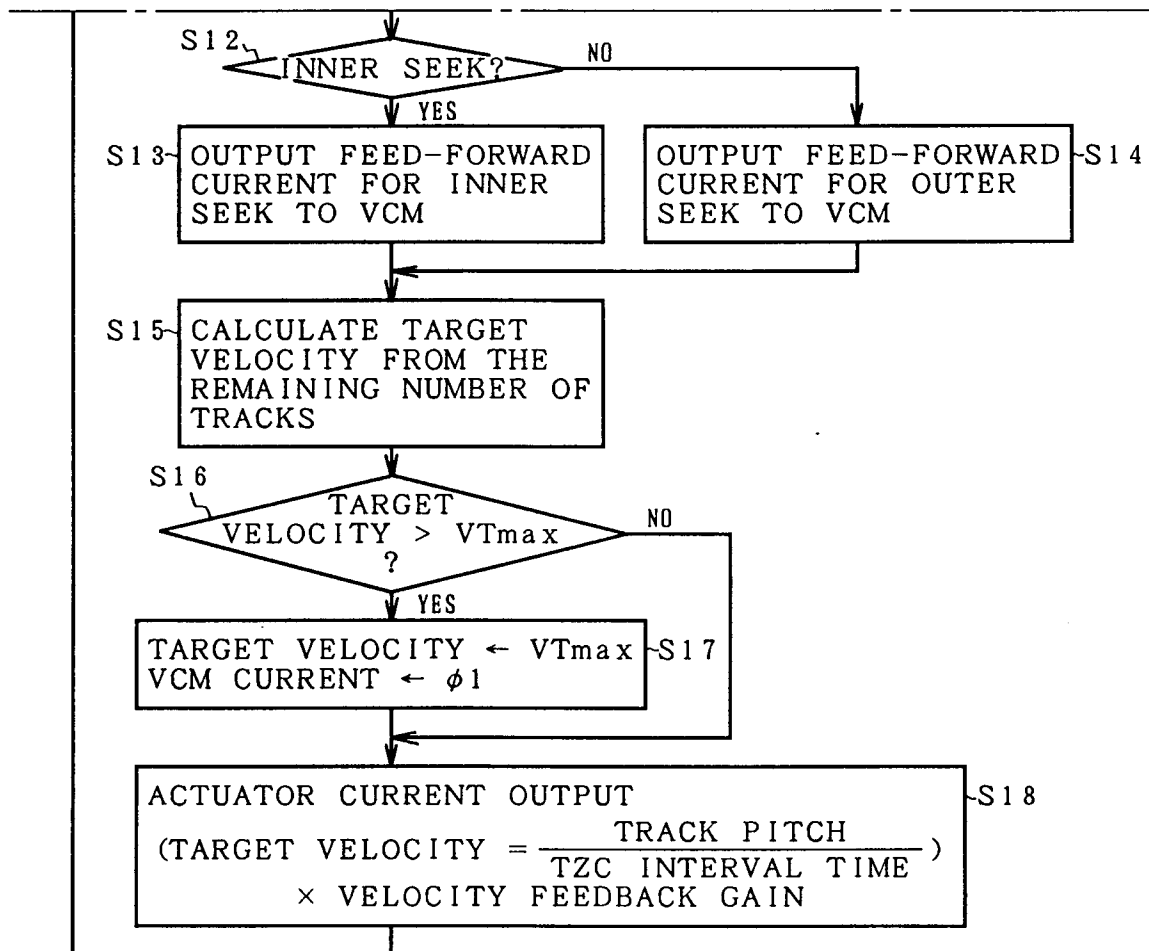 S12
INNER SEEK?
NO
YES
S13
OUTPUT FEED-FORWARD
CURRENT FOR INNER
SEEK TO VCM
OUTPUT FEED-FORWARD
CURRENT FOR OUTER
SEEK TO VCM
S14
S15
CALCULATE TARGET
VELOCITY FROM THE
REMAINING NUMBER OF
TRACKS
S16
TARGET
VELOCITY > VTmax
?
NO
YES
TARGET VELOCITY ← VTmax
VCM CURRENT ← φ1
S17
ACTUATOR CURRENT OUTPUT
S18
(TARGET VELOCITY = TRACK PITCH / TZC INTERVAL TIME)
× VELOCITY FEEDBACK GAIN